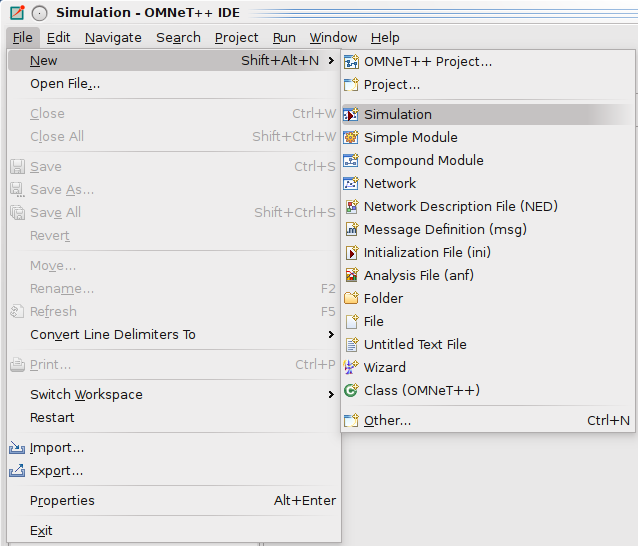 Simulation - OMNeT++ IDE
File Edit Navigate Search Project Run Window Help
New Shift+Alt+N
Open File...
Close Ctrl+W
Close All Shift+Ctrl+W
Save Ctrl+S
Save As...
Save All Shift+Ctrl+S
Revert
Move...
Rename... F2
Refresh F5
Convert Line Delimiters To
Print... Ctrl+P
Switch Workspace
Restart
Import...
Export...
Properties Alt+Enter
Exit
OMNeT++ Project...
Project...
Simulation
Simple Module
Compound Module
Network
Network Description File (NED)
Message Definition (msg)
Initialization File (ini)
Analysis File (anf)
Folder
File
Untitled Text File
Wizard
Class (OMNeT++)
Other... Ctrl+N